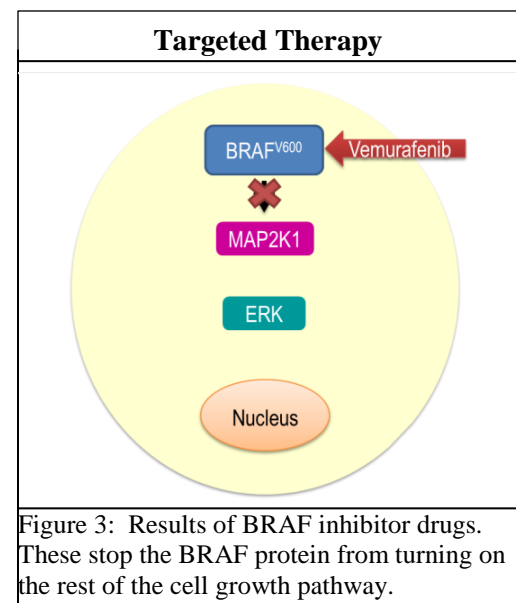 Targeted Therapy
BRAFV600
Vemurafenib
MAP2K1
ERK
Nucleus
Figure 3:  Results of BRAF inhibitor drugs.
These stop the BRAF protein from turning on
the rest of the cell growth pathway.